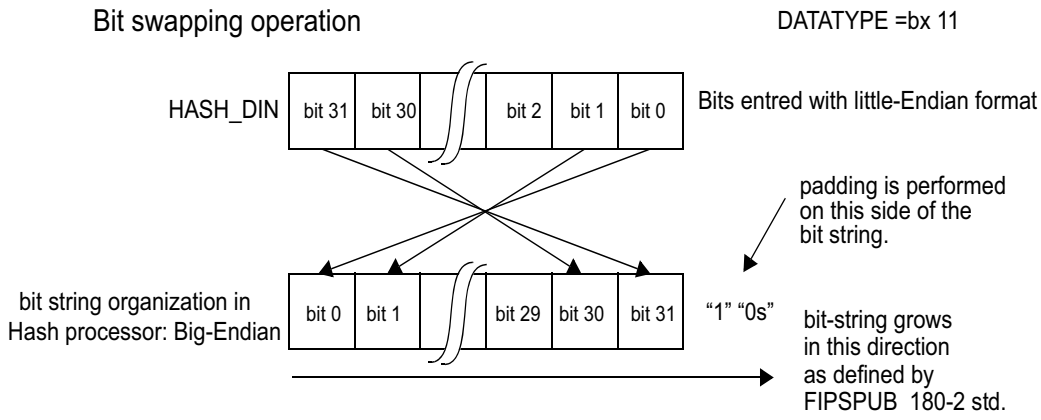 Bit swapping operation
DATATYPE =bx 11
HASH_DIN
bit 31 bit 30 bit 2 bit 1 bit 0
Bits entred with little-Endian format
padding is performed
on this side of the
bit string.
bit string organization in
Hash processor: Big-Endian
bit 0 bit 1 bit 29 bit 30 bit 31
“1” “0s”
bit-string grows
in this direction
as defined by
FIPSPUB 180-2 std.